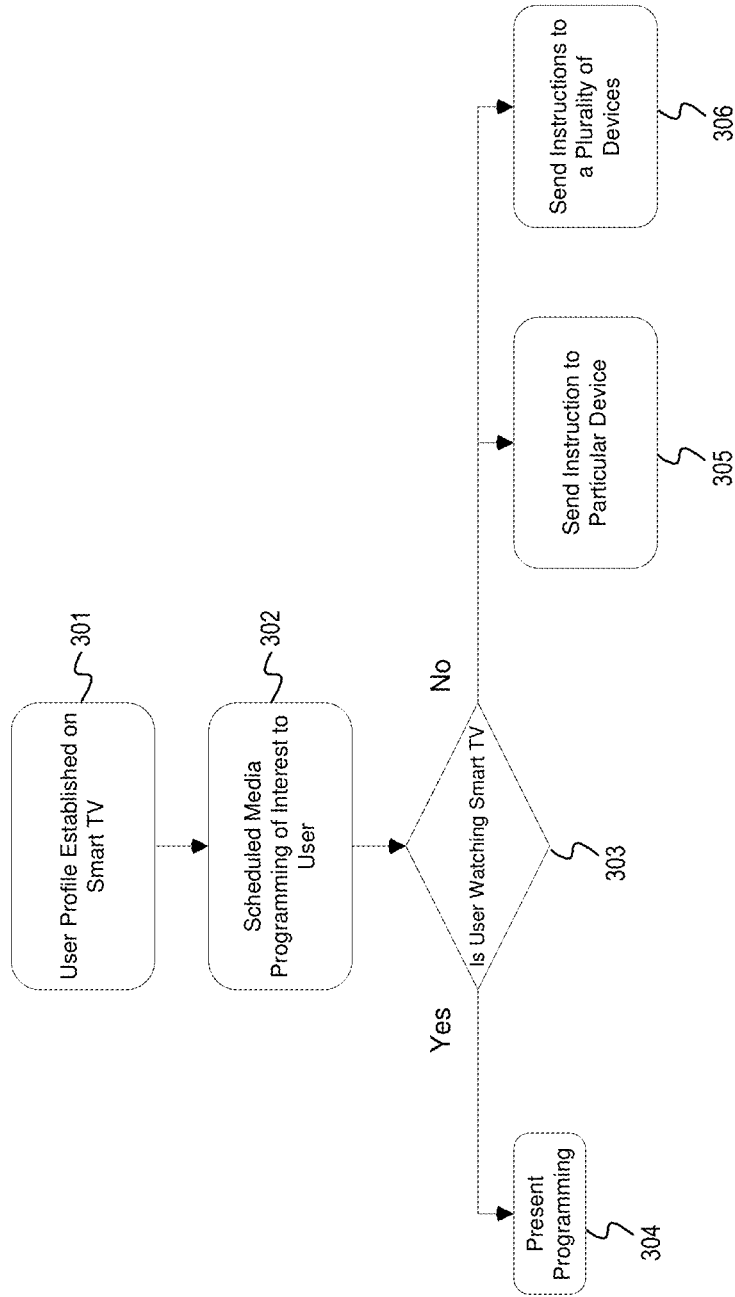 User Profile Established on
Smart TV
301
Scheduled Media
Programming of Interest to
User
302
Is User Watching Smart TV
303
Yes
No
Present
Programming
304
Send Instruction to
Particular Device
305
Send Instructions to
a Plurality of
Devices
306